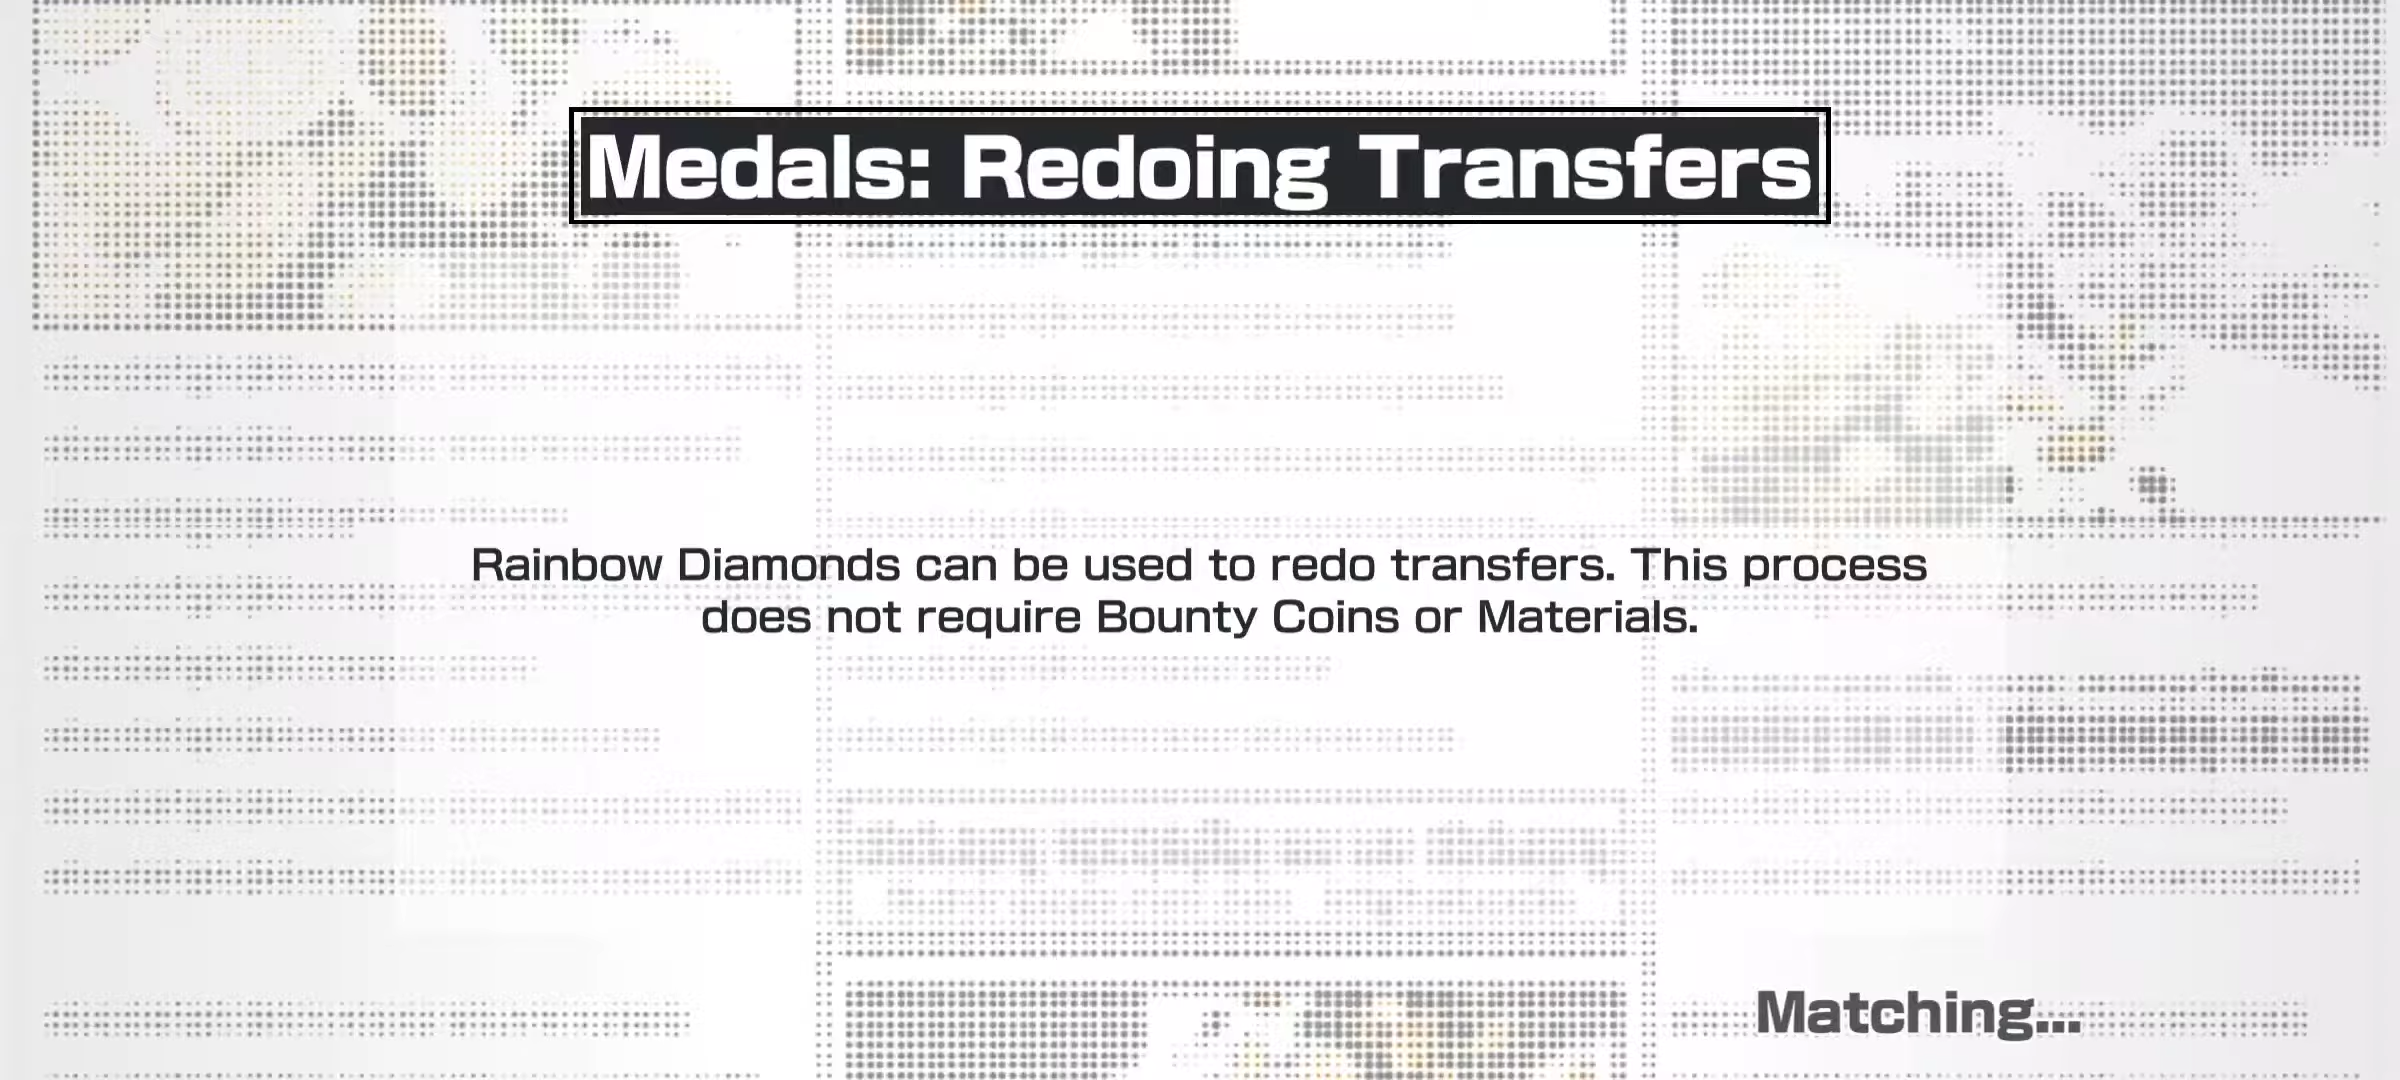 Medals: Redoing Transfers
Rainbow Diamonds can be used to redo transfers. This process
does not require Bounty Coins or Materials.
Matching...